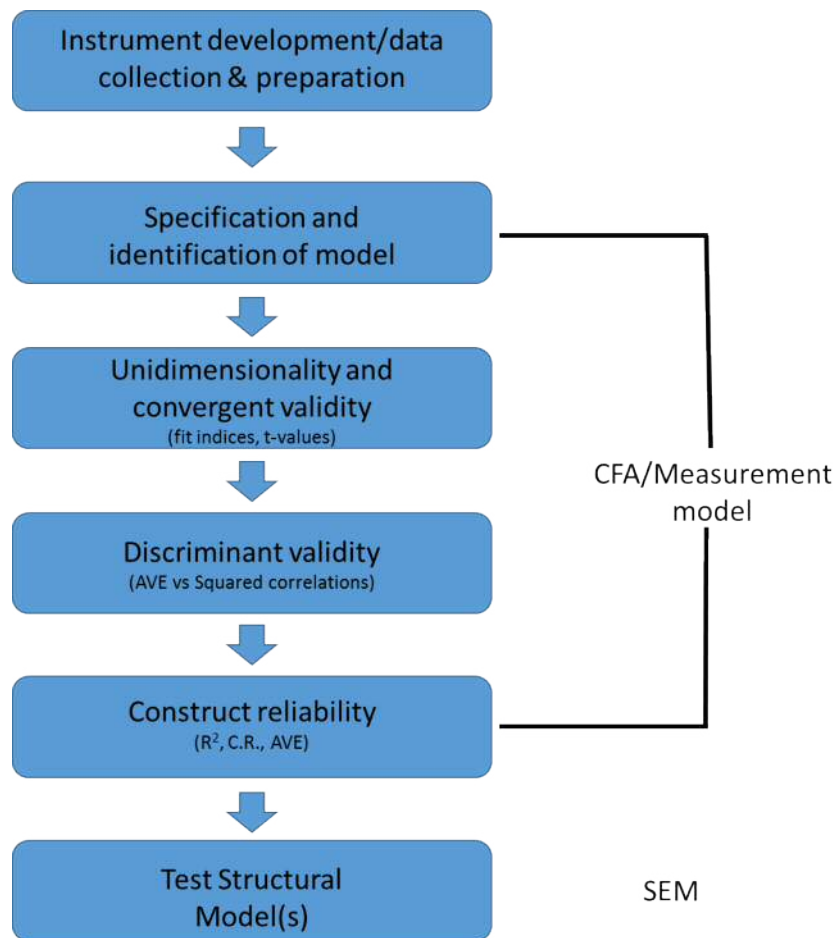 Instrument development/data
collection & preparation
Specification and
identification of model
Unidimensionality and
convergent validity
(fit indices, t-values)
CFA/Measurement
model
Discriminant validity
(AVE vs Squared correlations)
Construct reliability
(R², C.R., AVE)
Test Structural
Model(s)
SEM